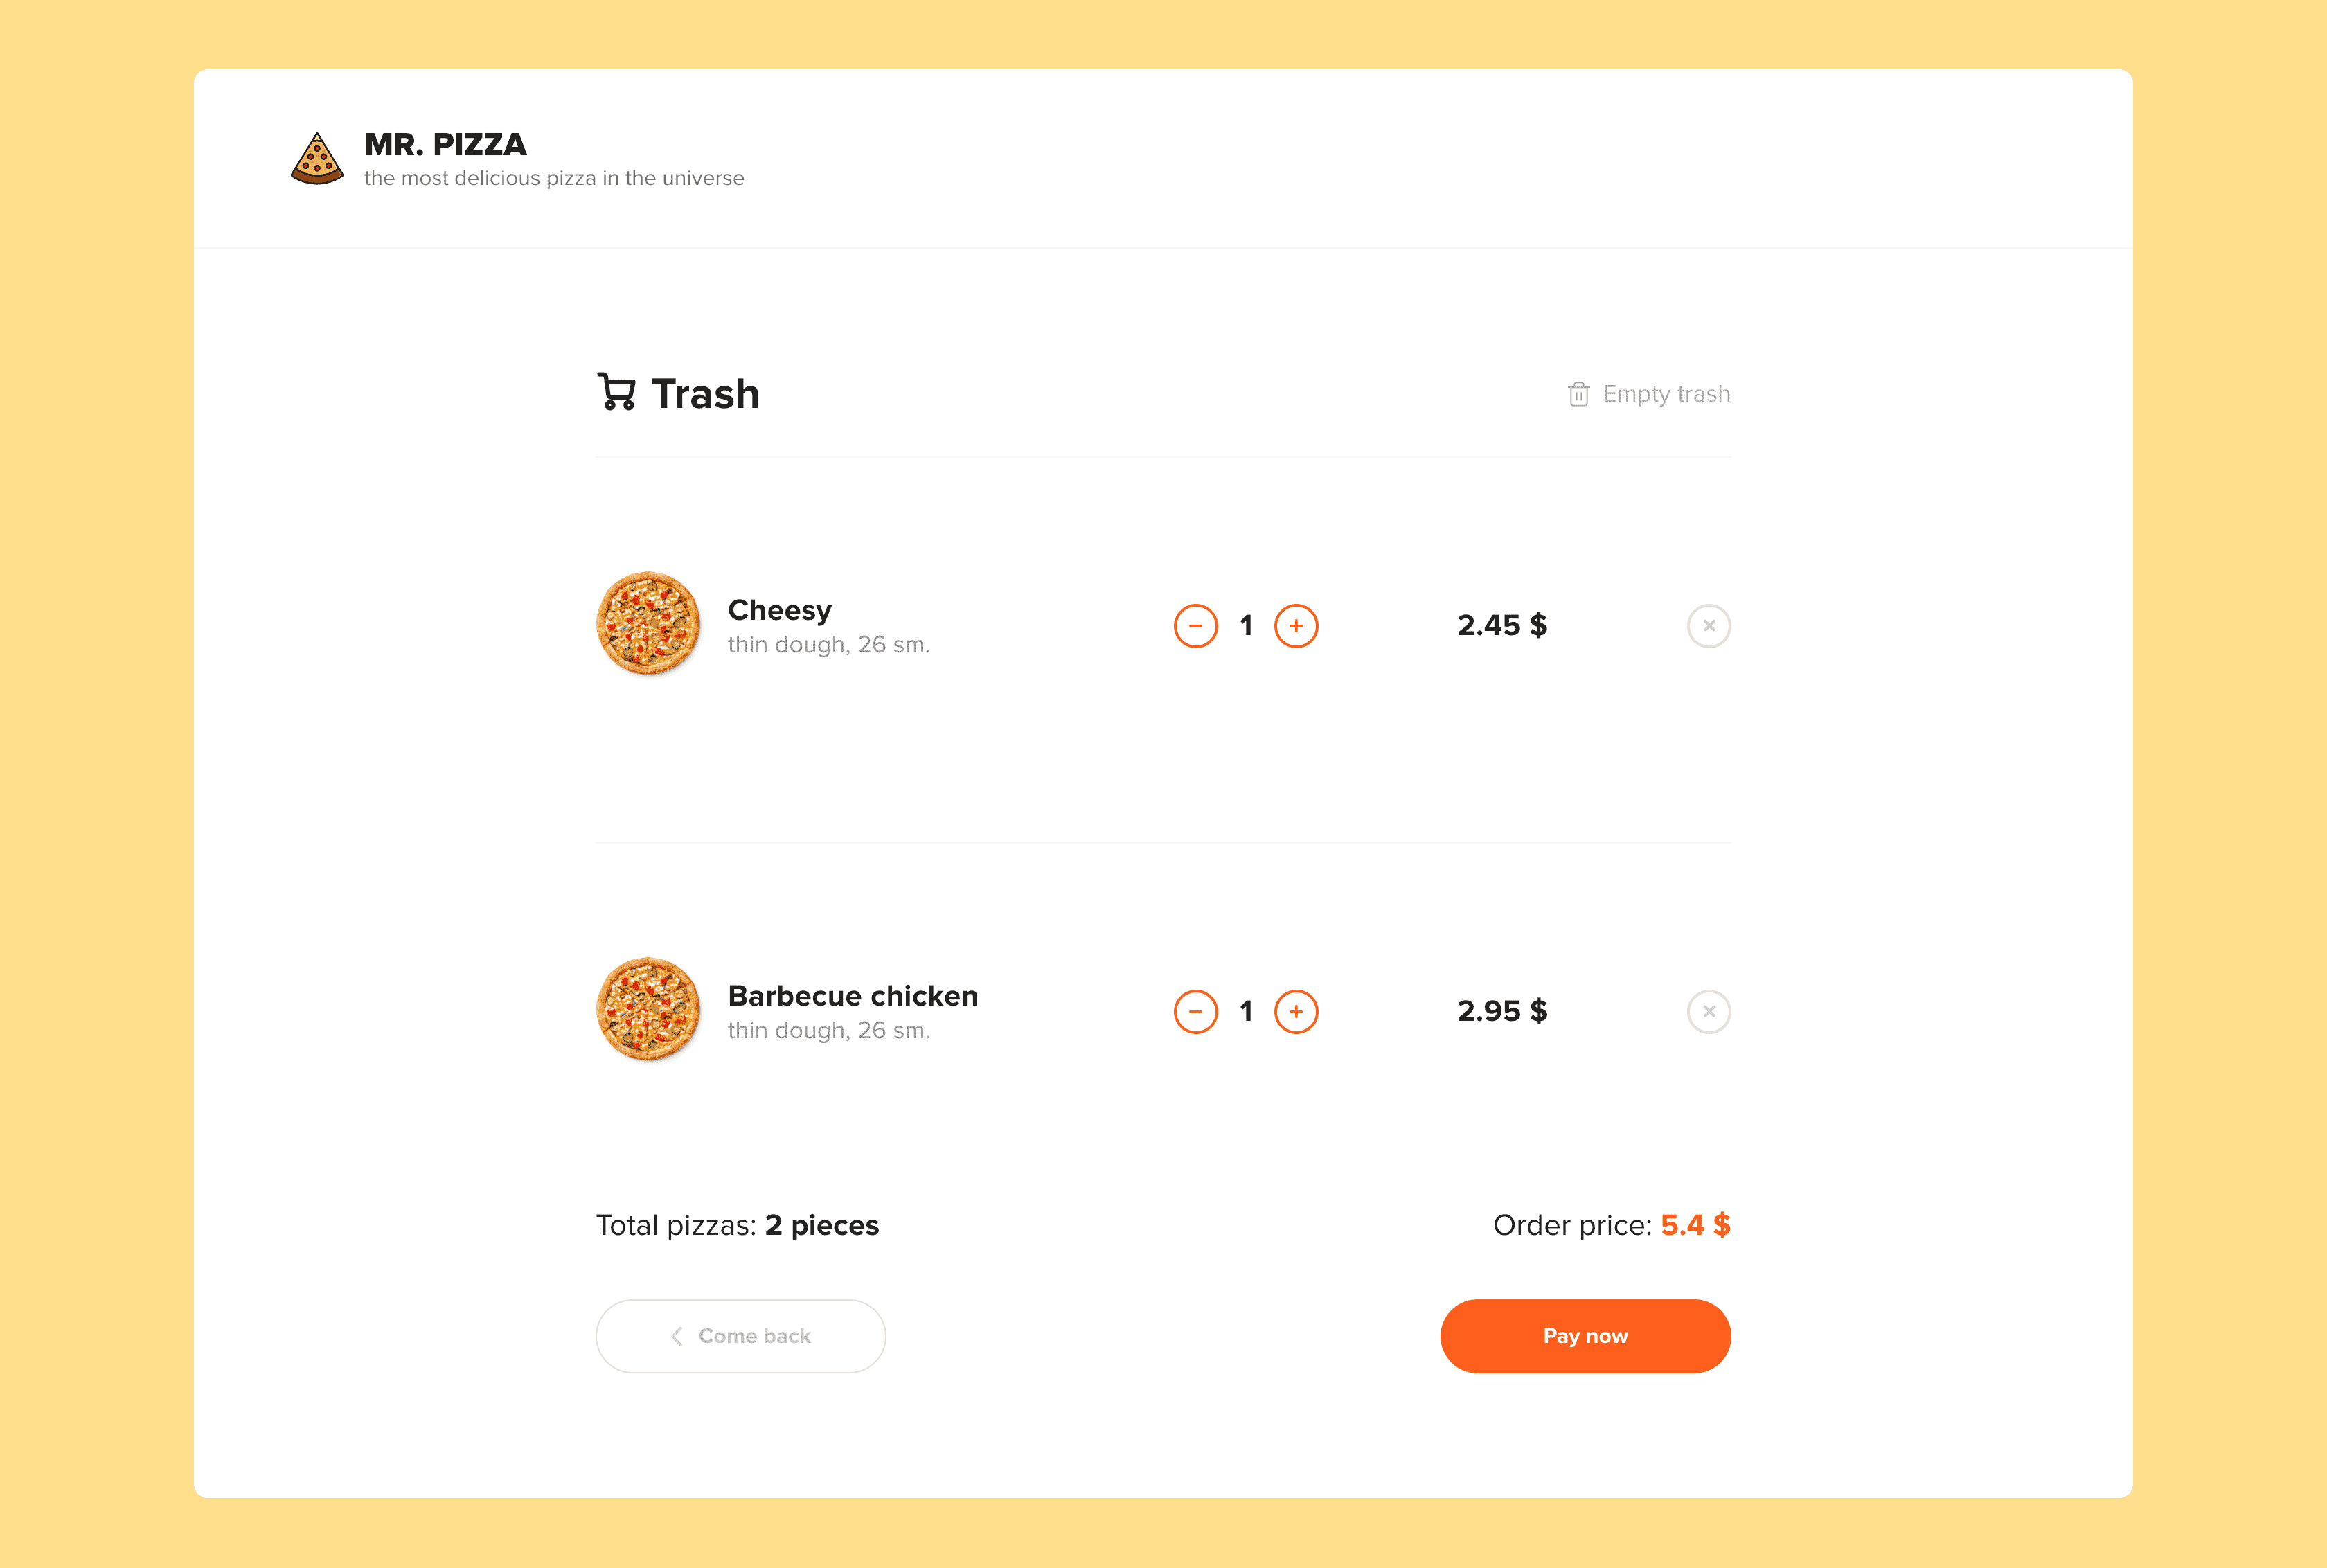 MR. PIZZA
the most delicious pizza in the universe
Trash
Empty trash
Cheesy
thin dough, 26 sm.
1
2.45 $
Barbecue chicken
thin dough, 26 sm.
1
2.95 $
Total pizzas: 2 pieces
Order price: 5.4 $
Come back
Pay now